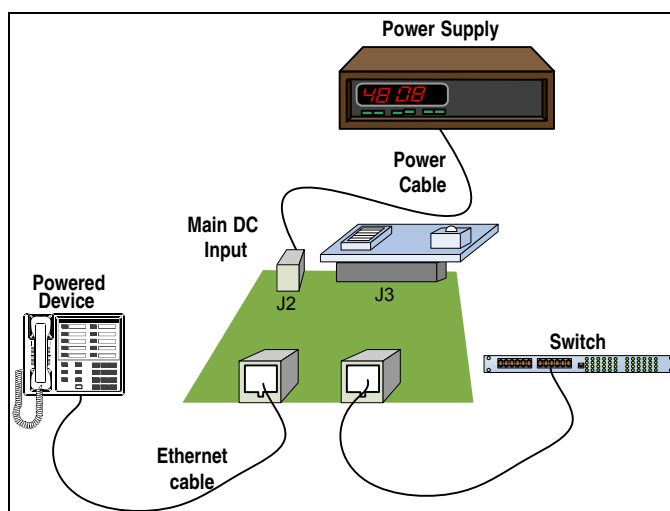 Power Supply
48 08
Power
Cable
Main DC
Input
J2
J3
Powered
Device
Switch
Ethernet
cable